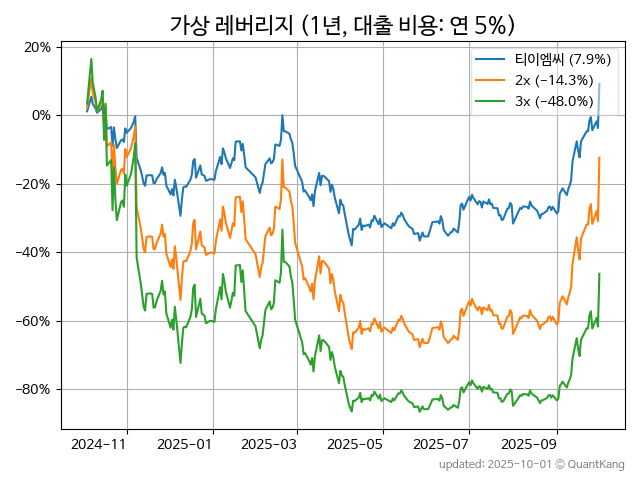 가상 레버리지 (1년, 대출 비용: 연 5%)
20%
0%
−20%
−40%
−60%
−80%
티이엠씨 (7.9%)
2x (−14.3%)
3x (−48.0%)
2024-11
2025-01
2025-03
2025-05
2025-07
2025-09
updated: 2025-10-01 © QuantKang